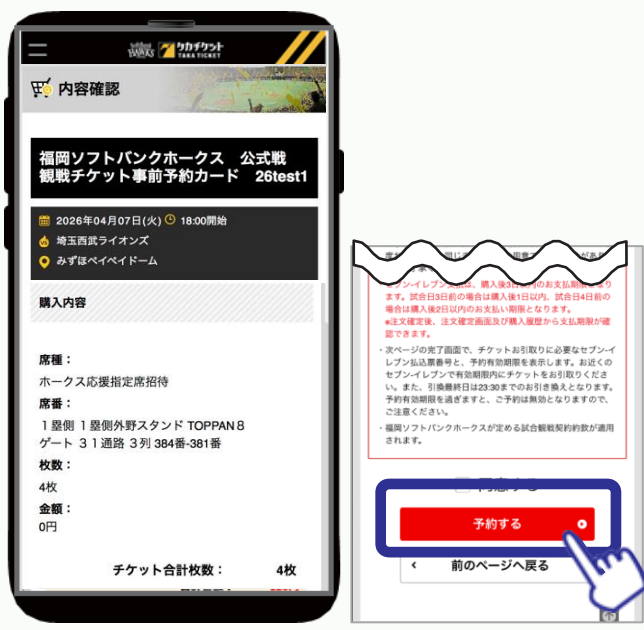 タカチケット
TAKA TICKET
内容確認
福岡ソフトバンクホークス 公式戦
観戦チケット事前予約カード 26test1
2026年04月07日(火) 18:00開始
VS 埼玉西武ライオンズ
みずほペイペイドーム
購入内容
席種：
ホークス応援指定席招待
席番：
1塁側 1塁側外野スタンド TOPPAN8
ゲート 31通路 3列 384番-381番
枚数：
4枚
金額：
0円
チケット合計枚数： 4枚
ます。試合日3日前の場合は購入後1日以内、試合日4日前の
場合は購入後2日以内のお支払い期限となります。
※注文確定後、注文確定画面及び購入履歴から支払期限が確
認できます。
・次ページの完了画面で、チケットお引取りに必要なセブン-イ
レブン払込票番号と、予約有効期限を表示します。お近くの
セブン-イレブンで有効期限内にチケットをお引取りくださ
い。また、引換最終日は23:30までのお引き換えとなります。
予約有効期限を過ぎますと、ご予約は無効となりますので、
ご注意ください。
・福岡ソフトバンクホークスが定める試合観戦契約約款が適用
されます。
同意する
予約する
前のページへ戻る